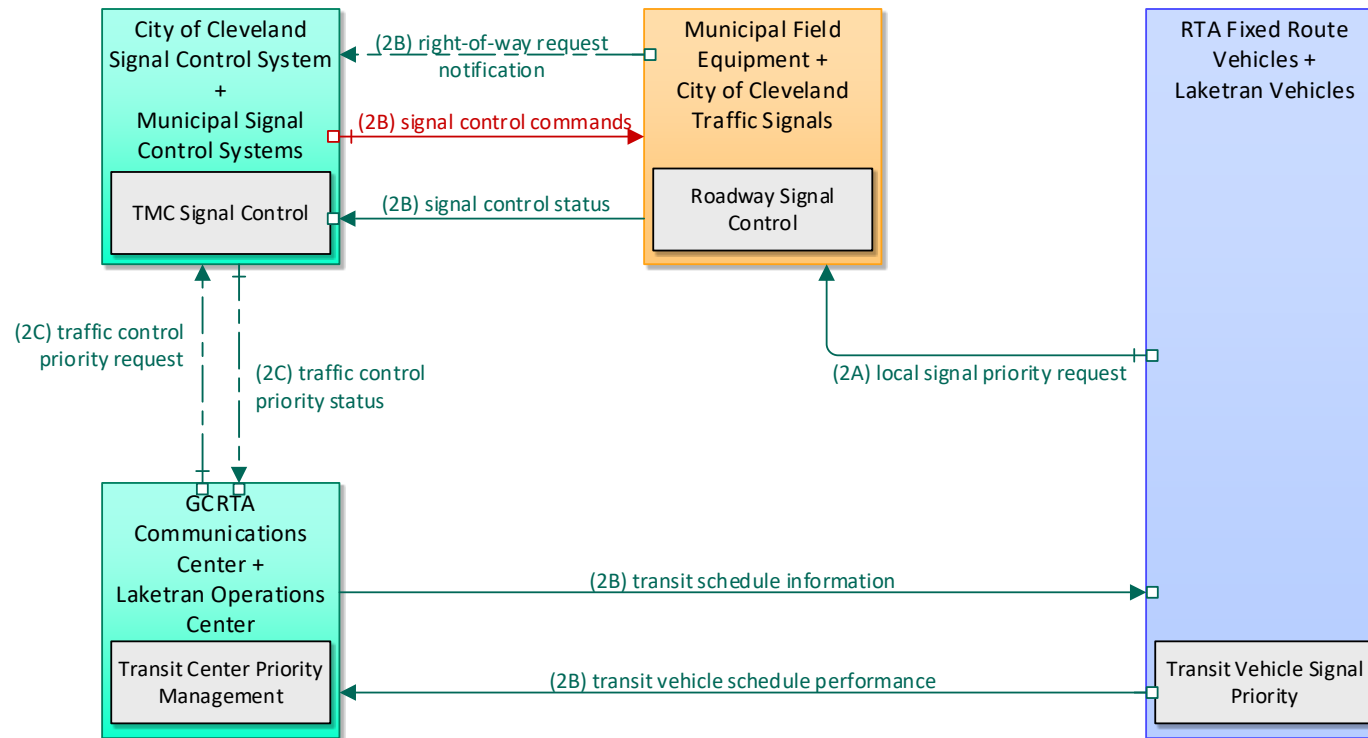 City of Cleveland
Signal Control System
+
Municipal Signal
Control Systems
TMC Signal Control
(2B) right-of-way request
notification
(2B) signal control commands
(2B) signal control status
Municipal Field
Equipment +
City of Cleveland
Traffic Signals
Roadway Signal
Control
RTA Fixed Route
Vehicles +
Laketran Vehicles
(2A) local signal priority request
(2C) traffic control
priority request
(2C) traffic control
priority status
GCRTA
Communications
Center +
Laketran Operations
Center
Transit Center Priority
Management
(2B) transit schedule information
(2B) transit vehicle schedule performance
Transit Vehicle Signal
Priority